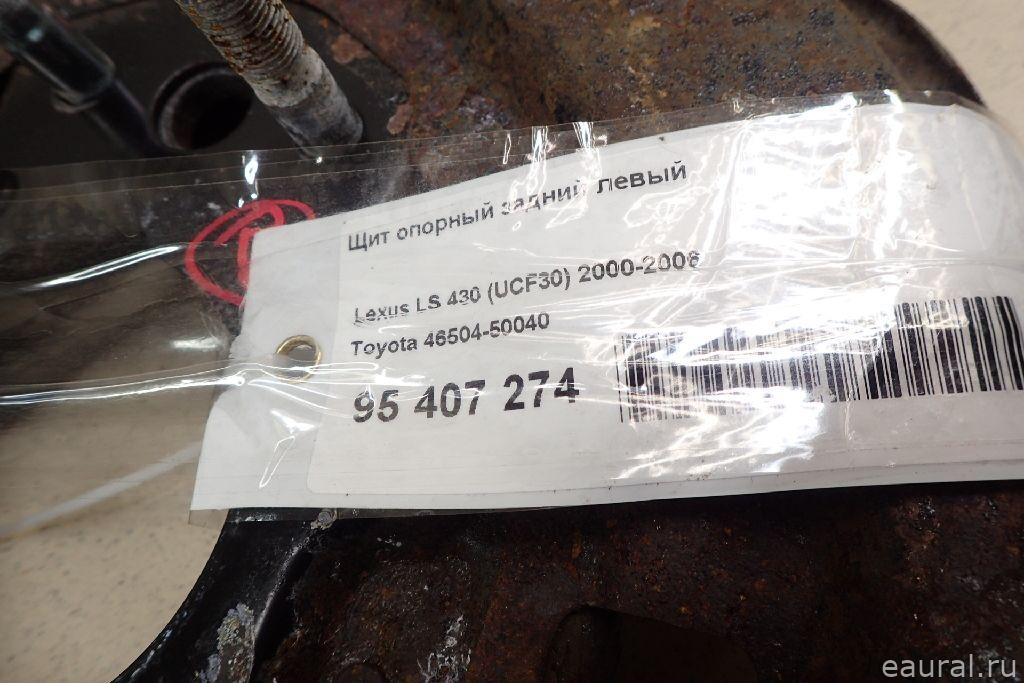 Щит опорный задний левый
Lexus LS 430 (UCF30) 2000-2006
Toyota 46504-50040
95 407 274
eaural.ru